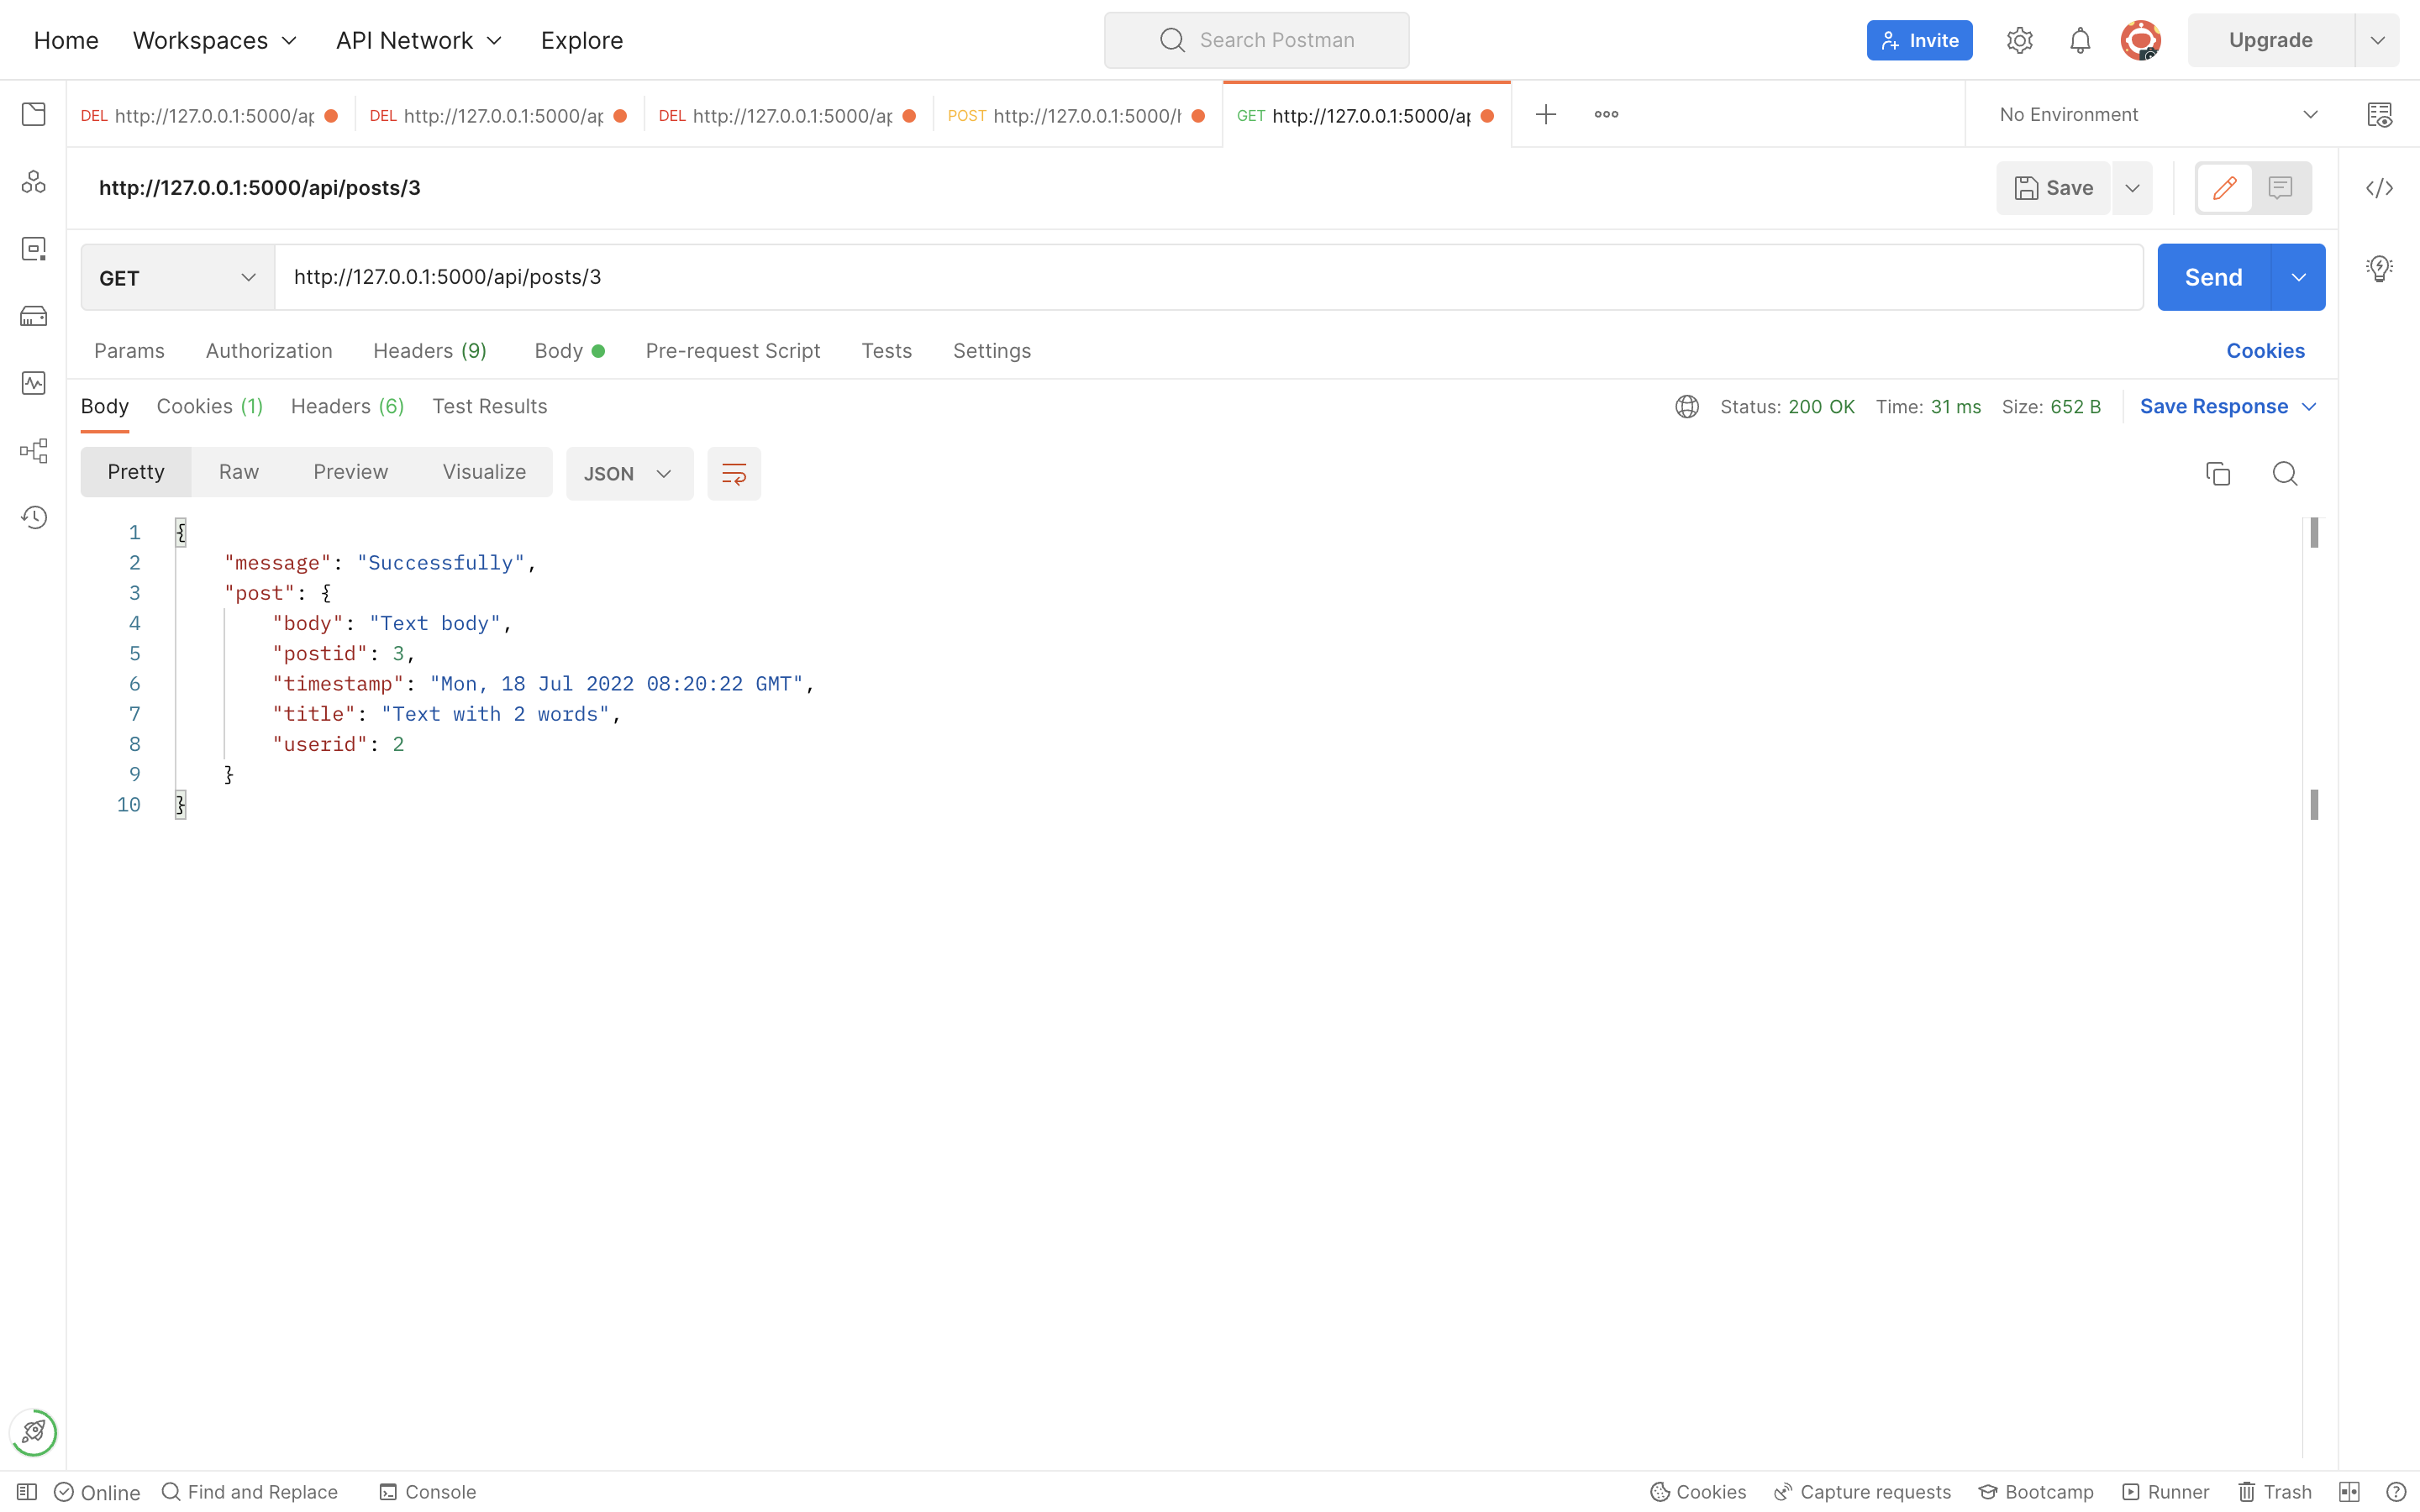 Home Workspaces API Network Explore Search Postman Invite Upgrade
DEL http://127.0.0.1:5000/ap DEL http://127.0.0.1:5000/ap DEL http://127.0.0.1:5000/ap POST http://127.0.0.1:5000/h GET http://127.0.0.1:5000/ap No Environment
http://127.0.0.1:5000/api/posts/3 Save
GET http://127.0.0.1:5000/api/posts/3 Send
Params Authorization Headers (9) Body Pre-request Script Tests Settings Cookies
Body Cookies (1) Headers (6) Test Results Status: 200 OK Time: 31 ms Size: 652 B Save Response
Pretty Raw Preview Visualize JSON
1 {
2 "message": "Successfully",
3 "post": {
4 "body": "Text body",
5 "postid": 3,
6 "timestamp": "Mon, 18 Jul 2022 08:20:22 GMT",
7 "title": "Text with 2 words",
8 "userid": 2
9 }
10 }
Online Find and Replace Console Cookies Capture requests Bootcamp Runner Trash